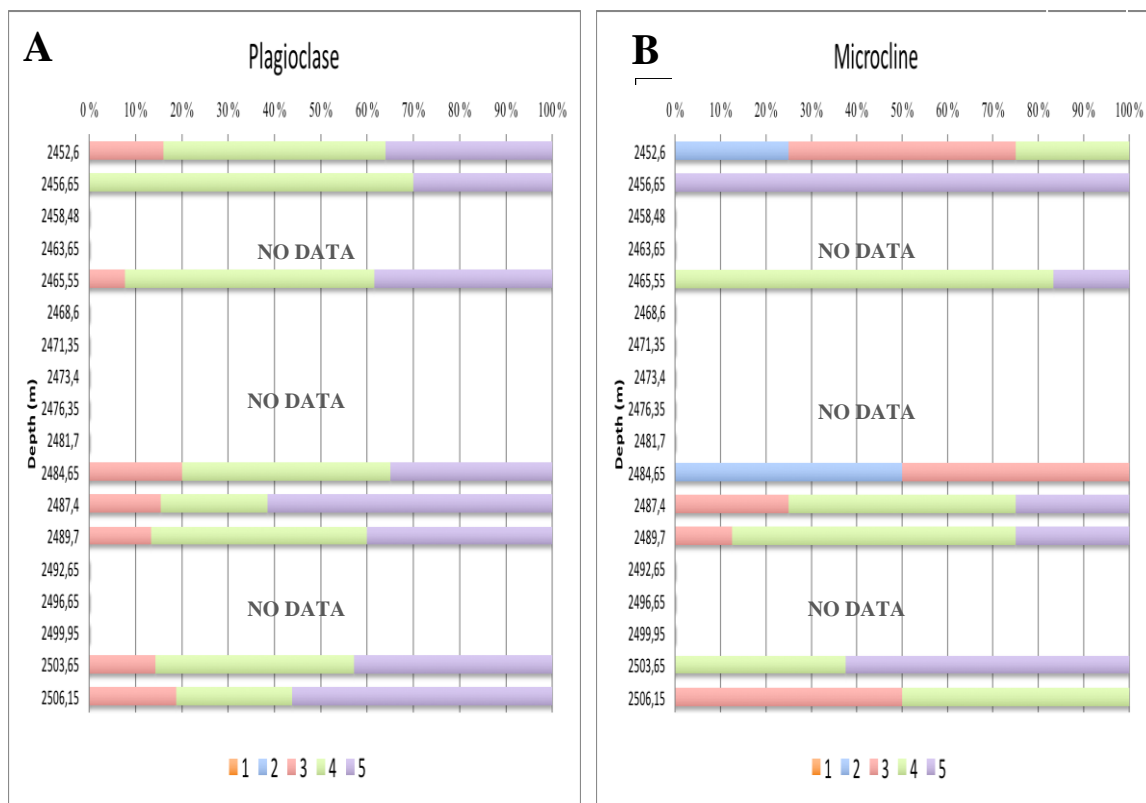 A
Plagioclase
0 % 10 % 20 % 30 % 40 % 50 % 60 % 70 % 80 % 90 % 100 %
Depth (m)
2452,6
2456,65
2458,48
2463,65
NO DATA
2465,55
2468,6
2471,35
2473,4
2476,35
NO DATA
2481,7
2484,65
2487,4
2489,7
2492,65
2496,65
NO DATA
2499,95
2503,65
2506,15
1 2 3 4 5
B
Microcline
0 % 10 % 20 % 30 % 40 % 50 % 60 % 70 % 80 % 90 % 100 %
Depth (m)
2452,6
2456,65
2458,48
2463,65
NO DATA
2465,55
2468,6
2471,35
2473,4
2476,35
NO DATA
2481,7
2484,65
2487,4
2489,7
2492,65
2496,65
NO DATA
2499,95
2503,65
2506,15
1 2 3 4 5